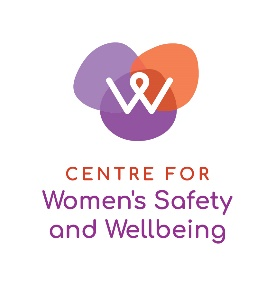 W
CENTRE FOR
Women's Safety
and Wellbeing